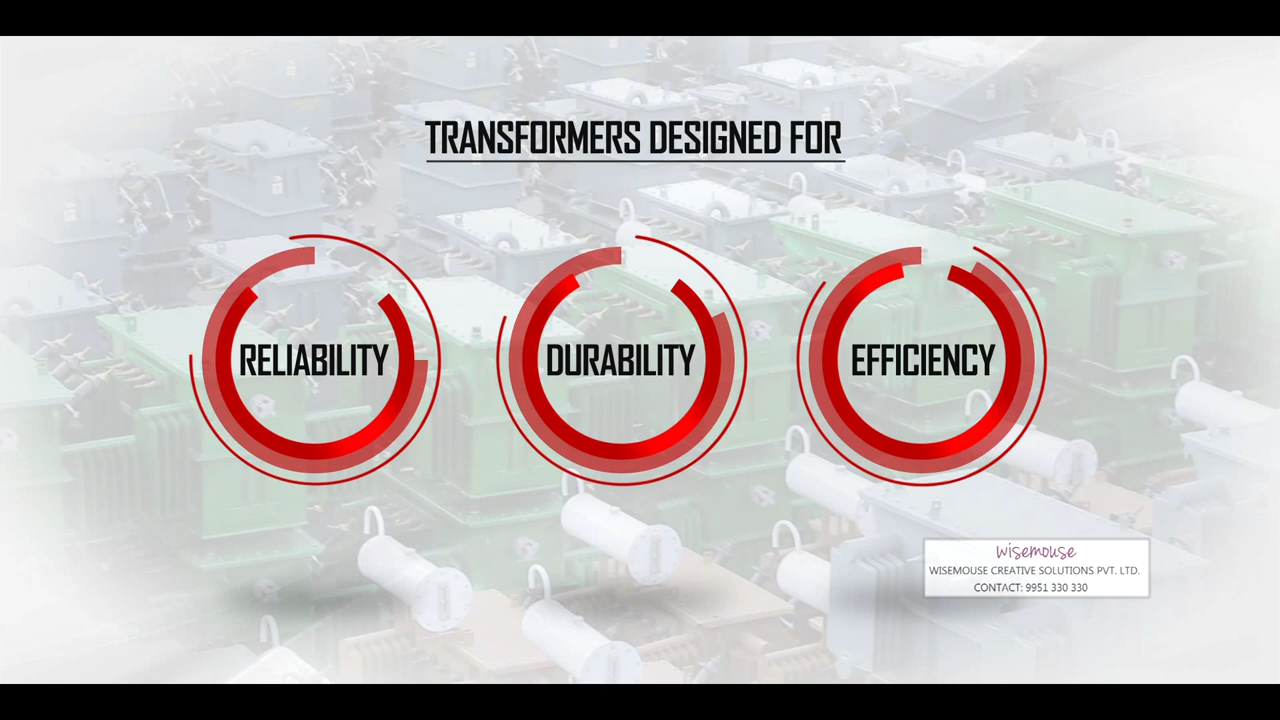 TRANSFORMERS DESIGNED FOR
RELIABILITY
DURABILITY
EFFICIENCY
wisemouse
WISEMOUSE CREATIVE SOLUTIONS PVT. LTD.
CONTACT: 9951 330 330